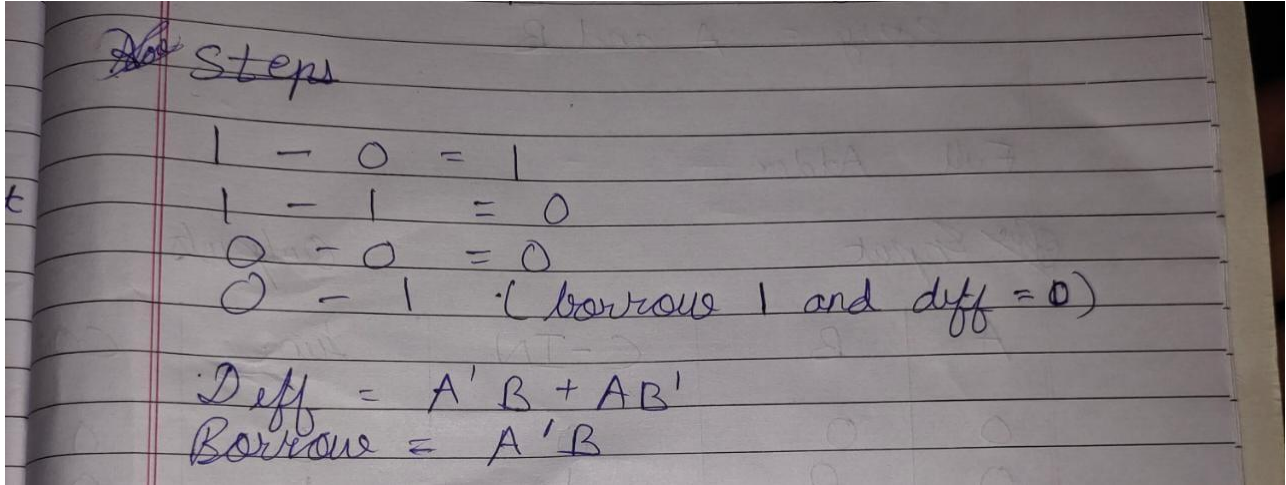 Steps
1 - 0 = 1
1 - 1 = 0
0 - 0 = 0
0 - 1 (borrow 1 and diff = 0)
Diff = A' B + AB'
Borrow = A' B
t